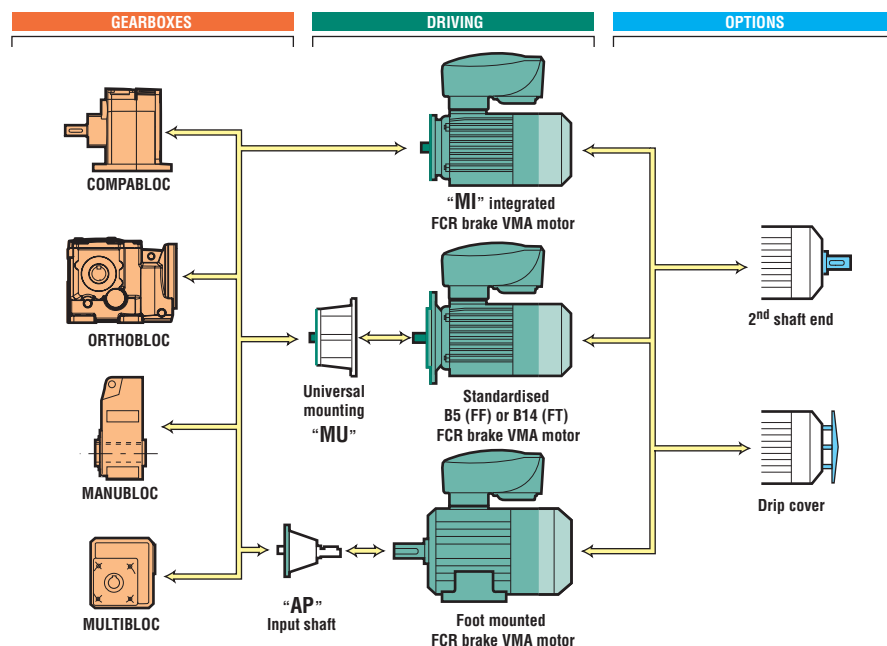 GEARBOXES
DRIVING
OPTIONS
COMPABLOC
"MI" integrated
FCR brake VMA motor
ORTHOBLOC
2nd shaft end
Universal
mounting
"MU"
Standardised
B5 (FF) or B14 (FT)
FCR brake VMA motor
MANUBLOC
Drip cover
MULTIBLOC
"AP"
Input shaft
Foot mounted
FCR brake VMA motor